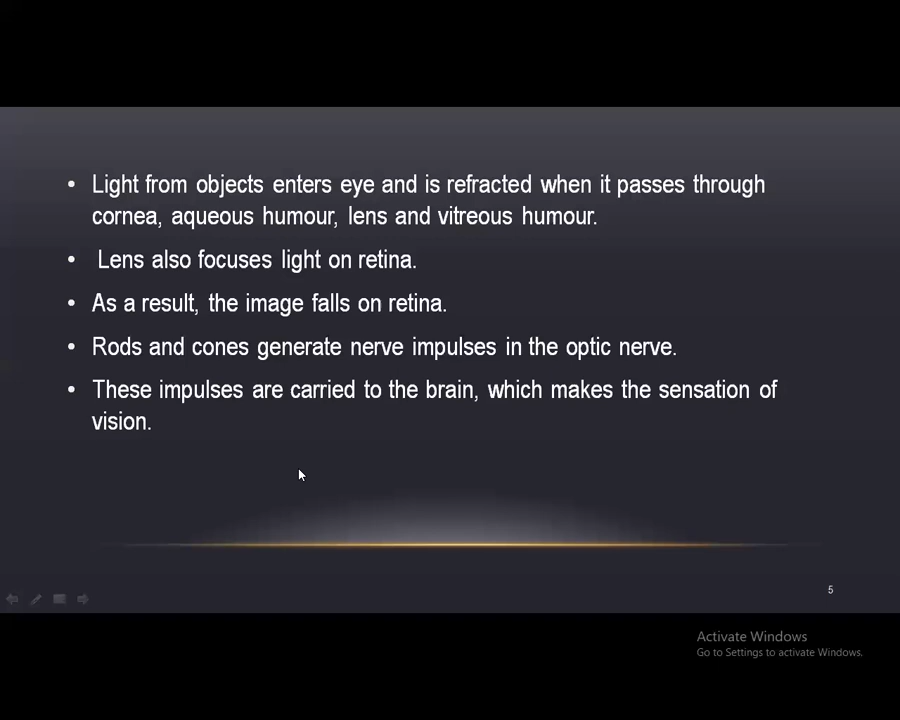 • Light from objects enters eye and is refracted when it passes through
cornea, aqueous humour, lens and vitreous humour.
• Lens also focuses light on retina.
• As a result, the image falls on retina.
• Rods and cones generate nerve impulses in the optic nerve.
• These impulses are carried to the brain, which makes the sensation of
vision.
5
Activate Windows
Go to Settings to activate Windows.